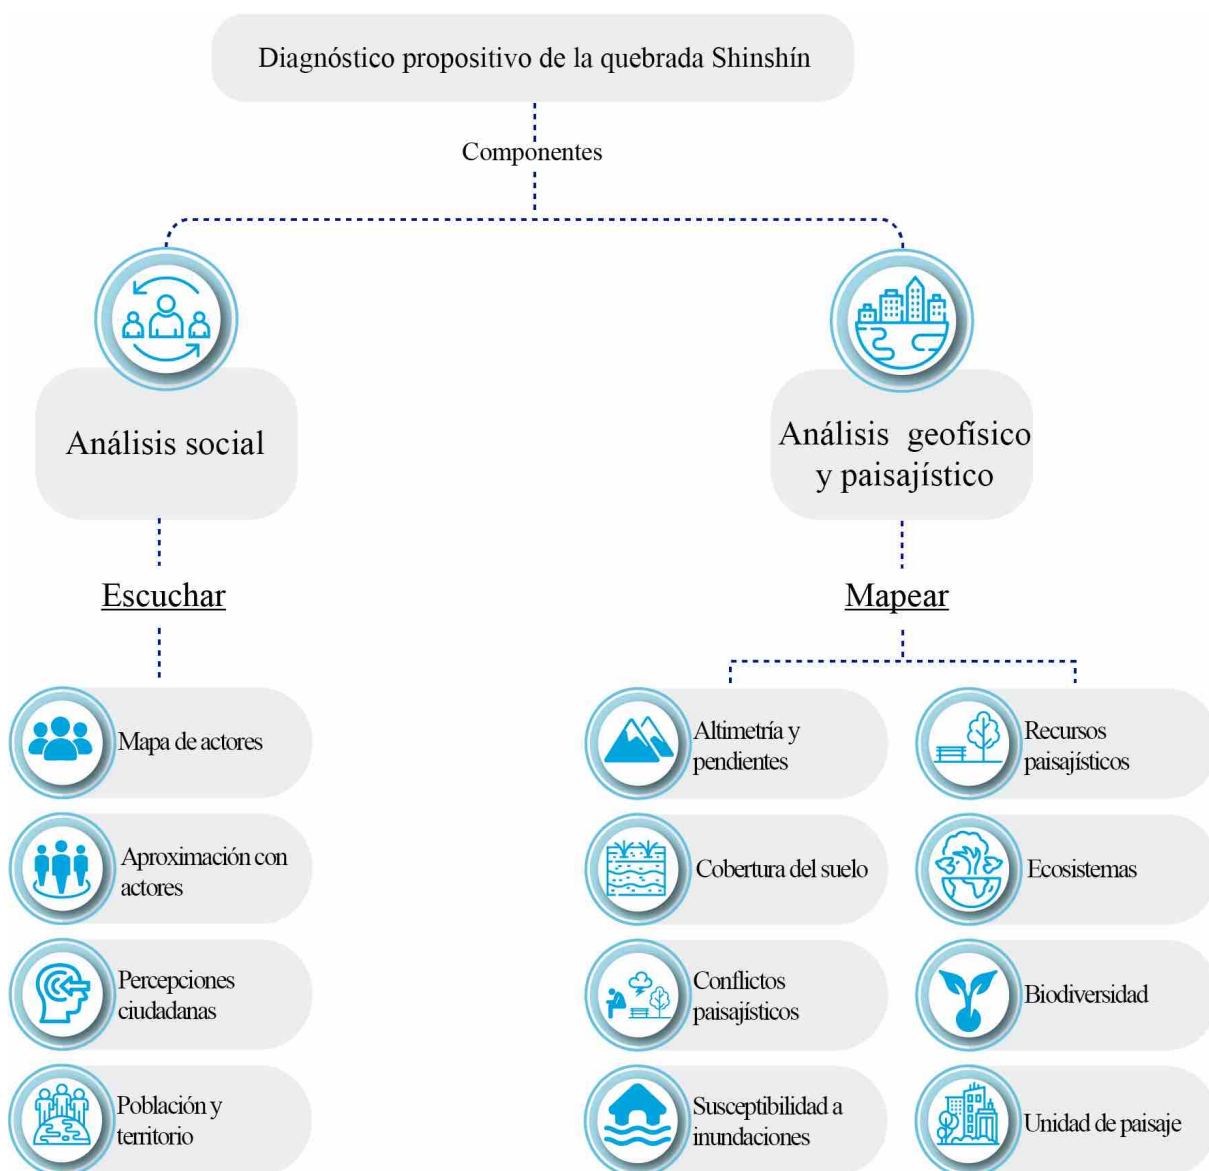 Diagnóstico propositivo de la quebrada Shinshín
Componentes
Análisis social
Análisis geofísico
y paisajístico
Escuchar
Mapear
Mapa de actores
Aproximación con
actores
Percepciones
ciudadanas
Población y
territorio
Altimetría y
pendientes
Cobertura del suelo
Conflictos
paisajísticos
Susceptibilidad a
inundaciones
Recursos
paisajísticos
Ecosistemas
Biodiversidad
Unidad de paisaje